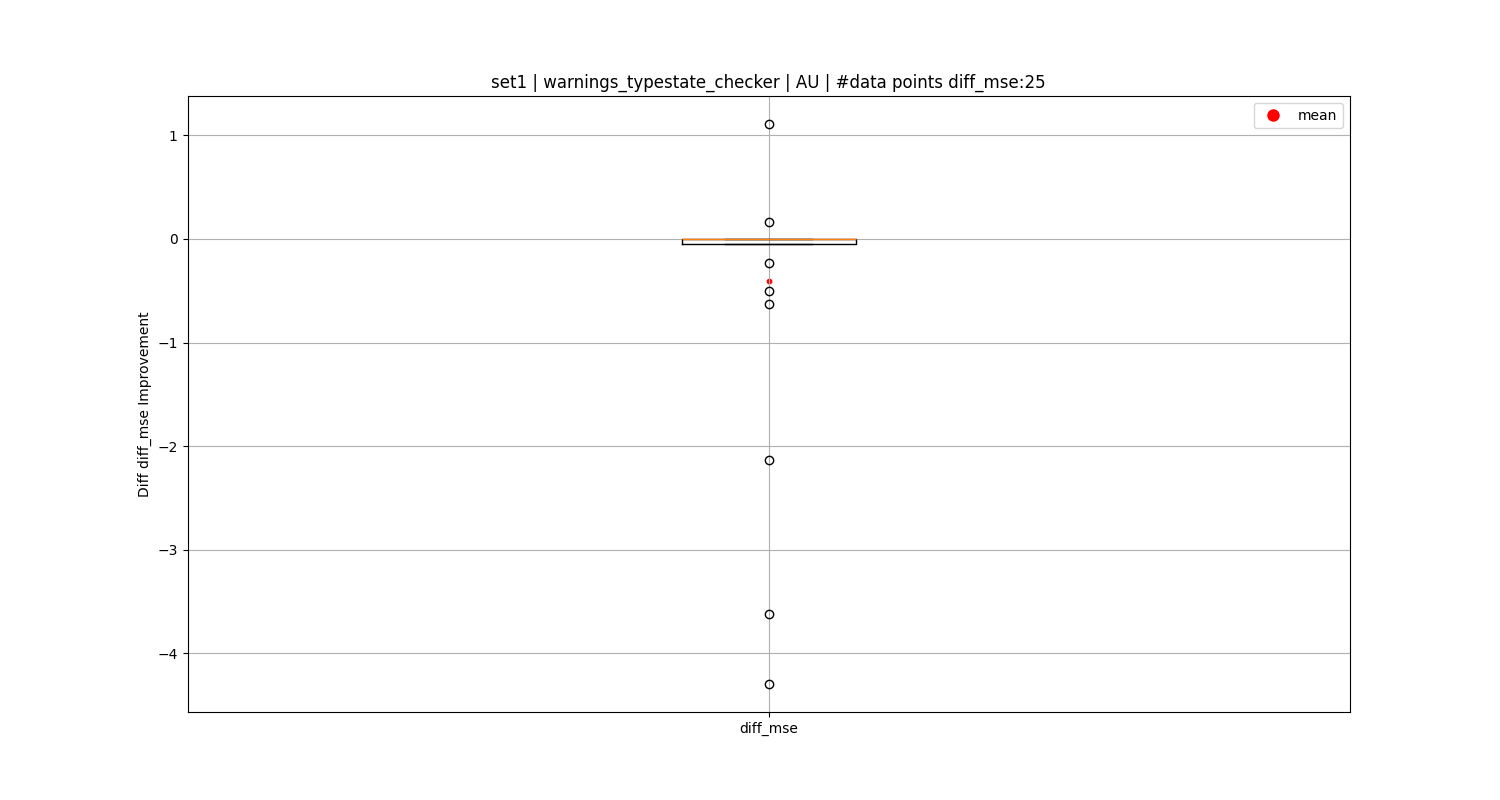 set1 | warnings_typestate_checker | AU | #data points diff_mse:25
mean
1
0
−1
−2
−3
−4
Diff diff_mse Improvement
diff_mse